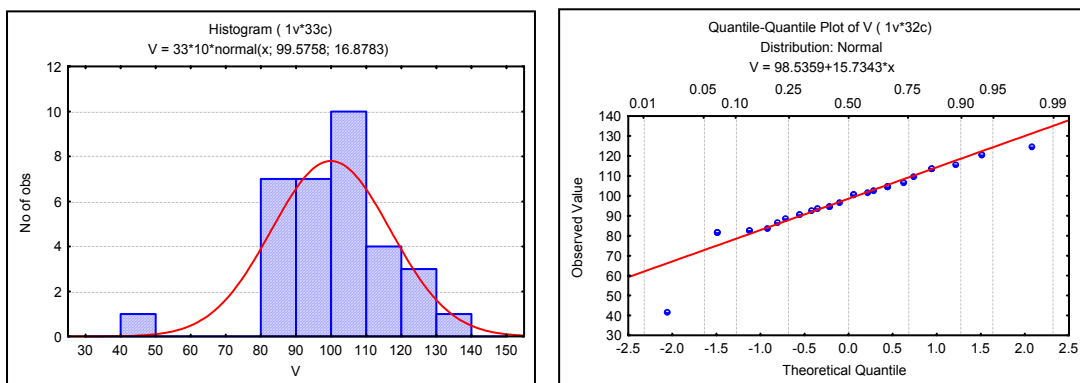 Histogram ( 1v*33c)
V = 33*10*normal(x; 99.5758; 16.8783)
12
10
8
6
4
2
0
No of obs
30 40 50 60 70 80 90 100 110 120 130 140 150
V
Quantile-Quantile Plot of V ( 1v*32c)
Distribution: Normal
V = 98.5359+15.7343*x
0.01 0.05 0.10 0.25 0.50 0.75 0.90 0.95 0.99
140
130
120
110
100
90
80
70
60
50
40
30
Observed Value
-2.5 -2.0 -1.5 -1.0 -0.5 0.0 0.5 1.0 1.5 2.0 2.5
Theoretical Quantile